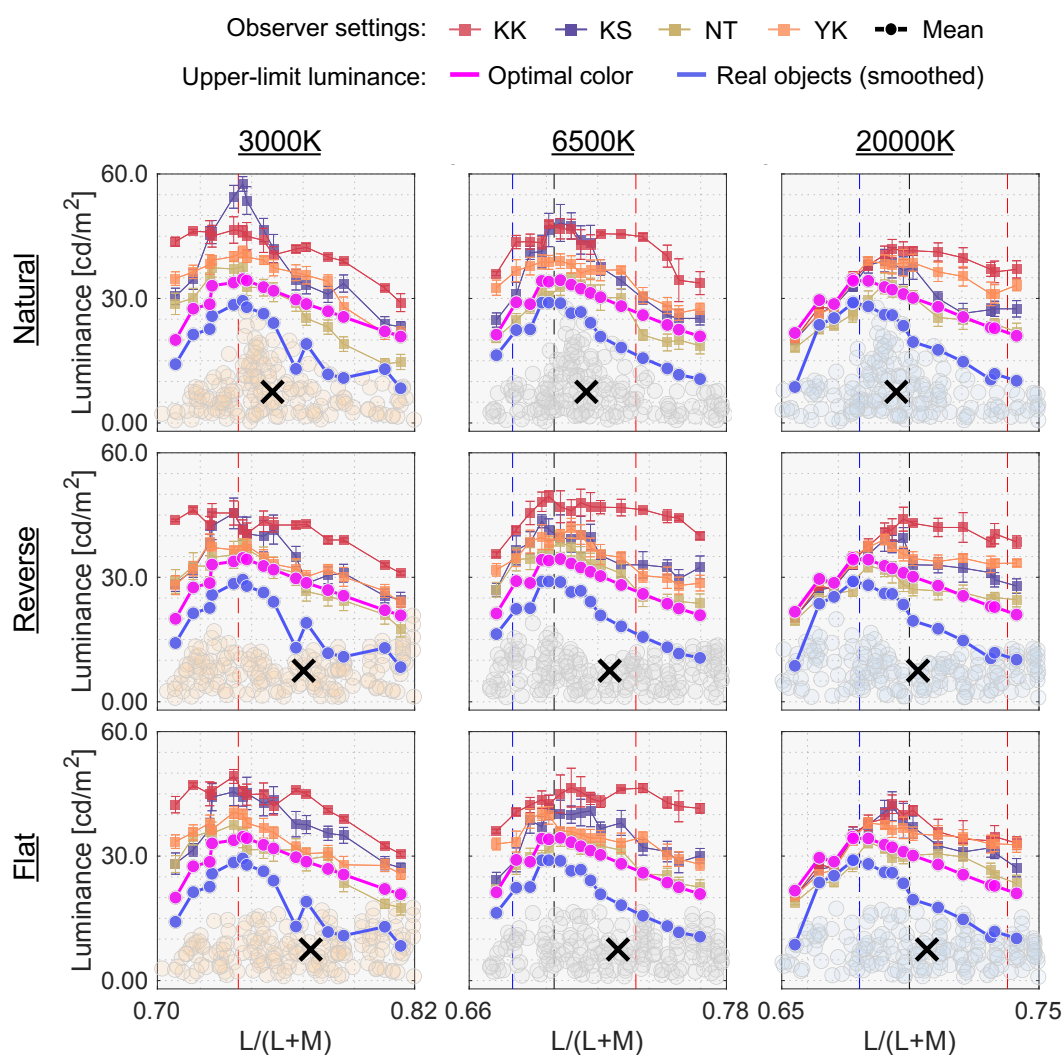 Observer settings: KK KS NT YK Mean
Upper-limit luminance: Optimal color Real objects (smoothed)
3000K 6500K 20000K
Natural
Luminance [cd/m²]
60.0
30.0
0.00
Reverse
Luminance [cd/m²]
60.0
30.0
0.00
Flat
Luminance [cd/m²]
60.0
30.0
0.00
0.70 0.82 0.66 0.78 0.65 0.75
L/(L+M) L/(L+M) L/(L+M)